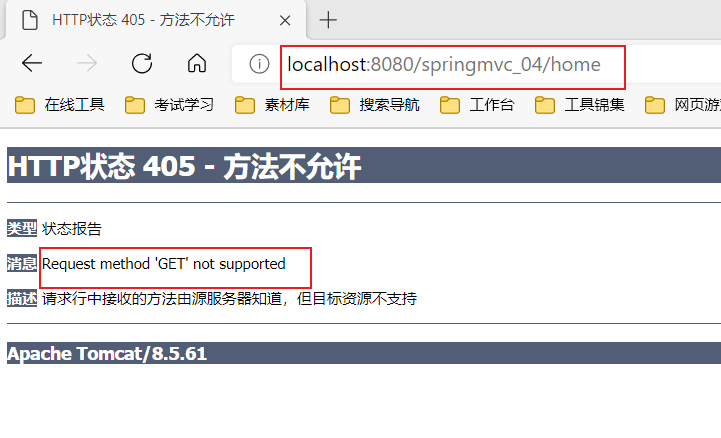 HTTP状态 405 - 方法不允许
localhost:8080/springmvc_04/home
在线工具 考试学习 素材库 搜索导航 工作台 工具锦集 网页游
HTTP状态 405 - 方法不允许
类型 状态报告
消息 Request method 'GET' not supported
描述 请求行中接收的方法由源服务器知道，但目标资源不支持
Apache Tomcat/8.5.61